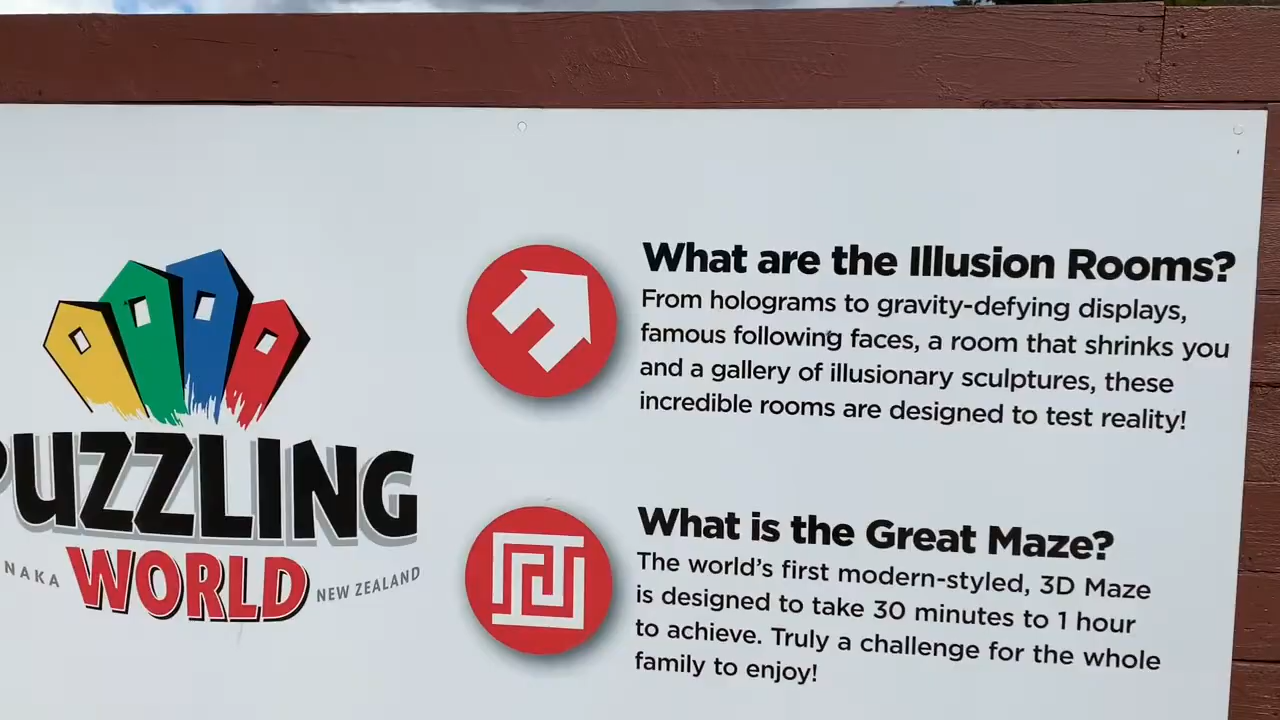 What are the Illusion Rooms?
From holograms to gravity-defying displays,
famous following faces, a room that shrinks you
and a gallery of illusionary sculptures, these
incredible rooms are designed to test reality!
PUZZLING
WORLD
NAKA
NEW ZEALAND
What is the Great Maze?
The world's first modern-styled, 3D Maze
is designed to take 30 minutes to 1 hour
to achieve. Truly a challenge for the whole
family to enjoy!